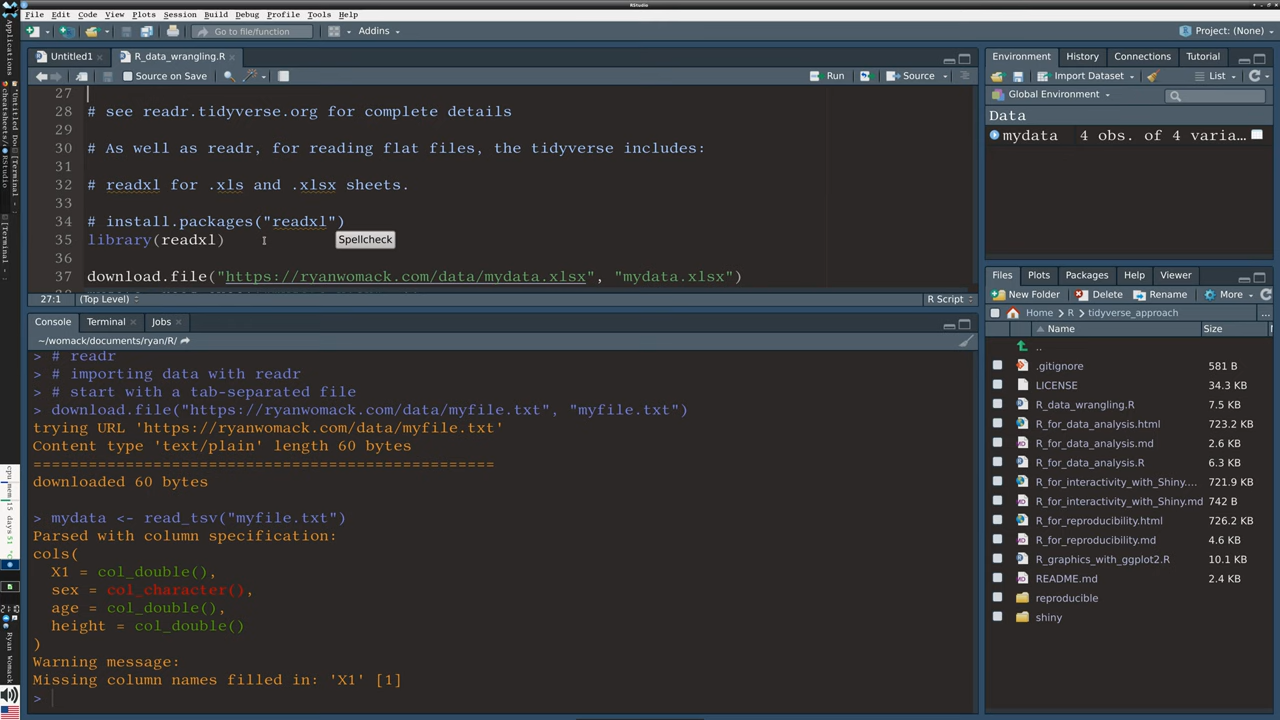 RStudio
File Edit Code View Plots Session Build Debug Profile Tools Help
Go to file/function
Addins
Project: (None)
Applications
Untitled1
R_data_wrangling.R
Source on Save
Run
Source
27
28 # see readr.tidyverse.org for complete details
29
30 # As well as readr, for reading flat files, the tidyverse includes:
31
32 # readxl for .xls and .xlsx sheets.
33
34 # install.packages("readxl")
35 library(readxl)
Spellcheck
36
37 download.file("https://ryanwomack.com/data/mydata.xlsx", "mydata.xlsx")
27:1 (Top Level)
R Script
Console Terminal Jobs
~/womack/documents/ryan/R/
> # readr
> # importing data with readr
> # start with a tab-separated file
> download.file("https://ryanwomack.com/data/myfile.txt", "myfile.txt")
trying URL 'https://ryanwomack.com/data/myfile.txt'
Content type 'text/plain' length 60 bytes
==================================================
downloaded 60 bytes
> mydata <- read_tsv("myfile.txt")
Parsed with column specification:
cols(
X1 = col_double(),
sex = col_character(),
age = col_double(),
height = col_double()
)
Warning message:
Missing column names filled in: 'X1' [1]
>
Environment History Connections Tutorial
Import Dataset
List
Global Environment
Data
mydata 4 obs. of 4 varia…
Files Plots Packages Help Viewer
New Folder Delete Rename More
Home R tidyverse_approach ...
Name Size
..
.gitignore 581 B
LICENSE 34.3 KB
R_data_wrangling.R 7.5 KB
R_for_data_analysis.html 723.2 KB
R_for_data_analysis.md 2.6 KB
R_for_data_analysis.R 6.3 KB
R_for_interactivity_with_Shiny.... 721.9 KB
R_for_interactivity_with_Shiny.md 742 B
R_for_reproducibility.html 726.2 KB
R_for_reproducibility.md 4.6 KB
R_graphics_with_ggplot2.R 10.1 KB
README.md 2.4 KB
reproducible
shiny
Ryan Womack